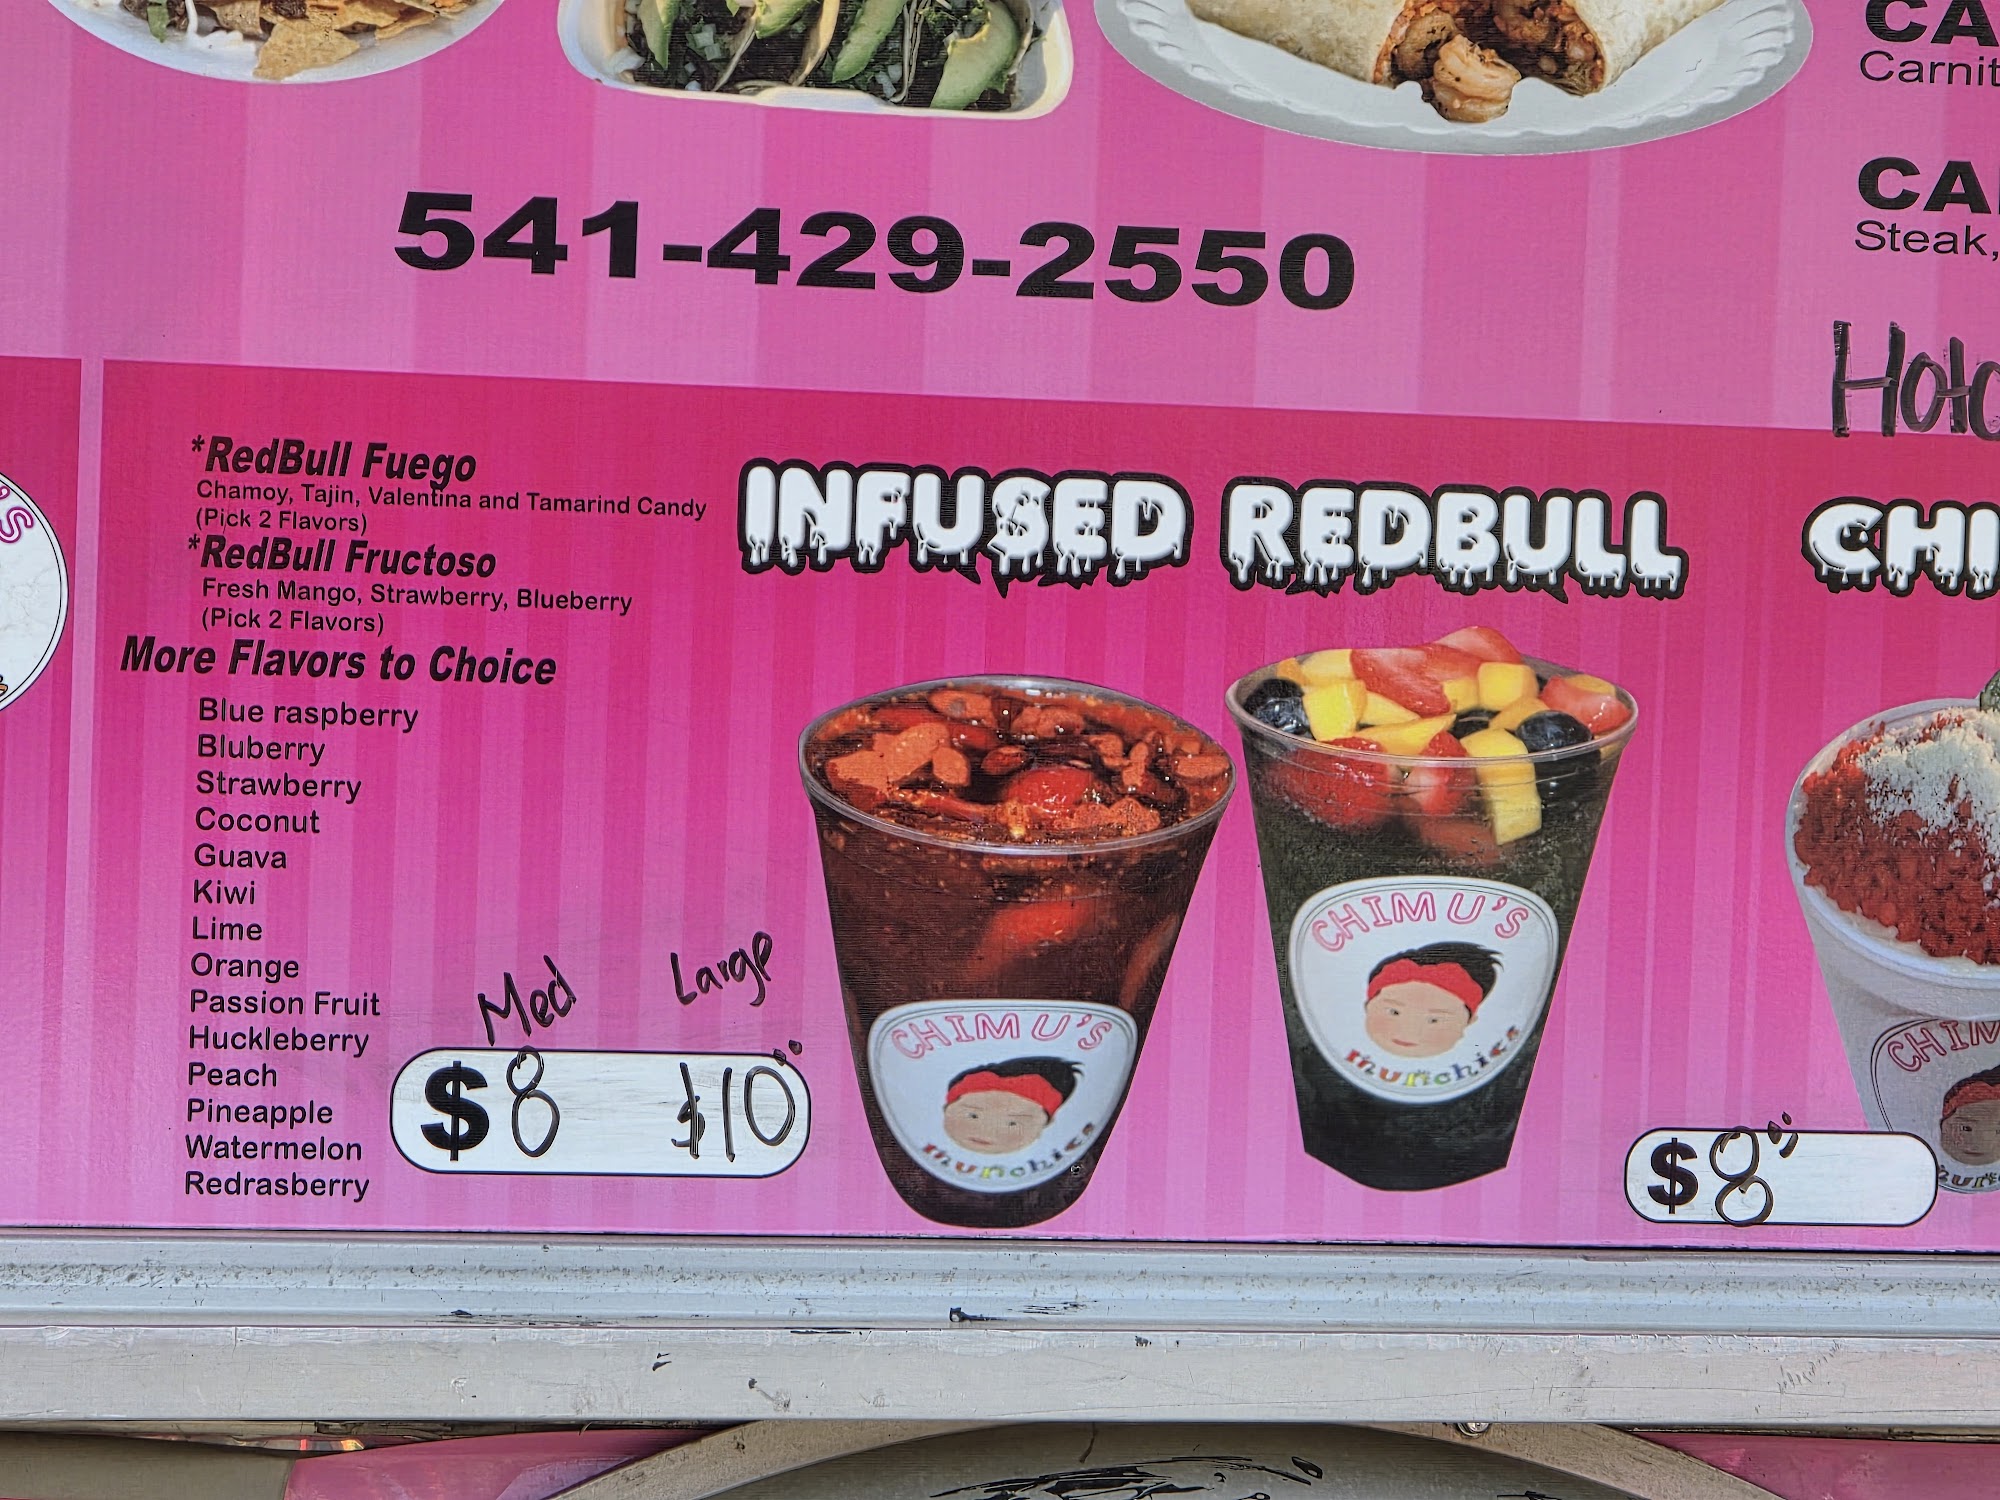 541-429-2550
CA
Carnit
CA
Steak,
*RedBull Fuego
Chamoy, Tajin, Valentina and Tamarind Candy
(Pick 2 Flavors)
*RedBull Fructoso
Fresh Mango, Strawberry, Blueberry
(Pick 2 Flavors)
More Flavors to Choice
Blue raspberry
Bluberry
Strawberry
Coconut
Guava
Kiwi
Lime
Orange
Passion Fruit
Huckleberry
Peach
Pineapple
Watermelon
Redrasberry
Med Large
$8 $10
INFUSED REDBULL
CHIMU'S
munchies
CHIMU'S
munchies
CHI
CHIM
$8
'S